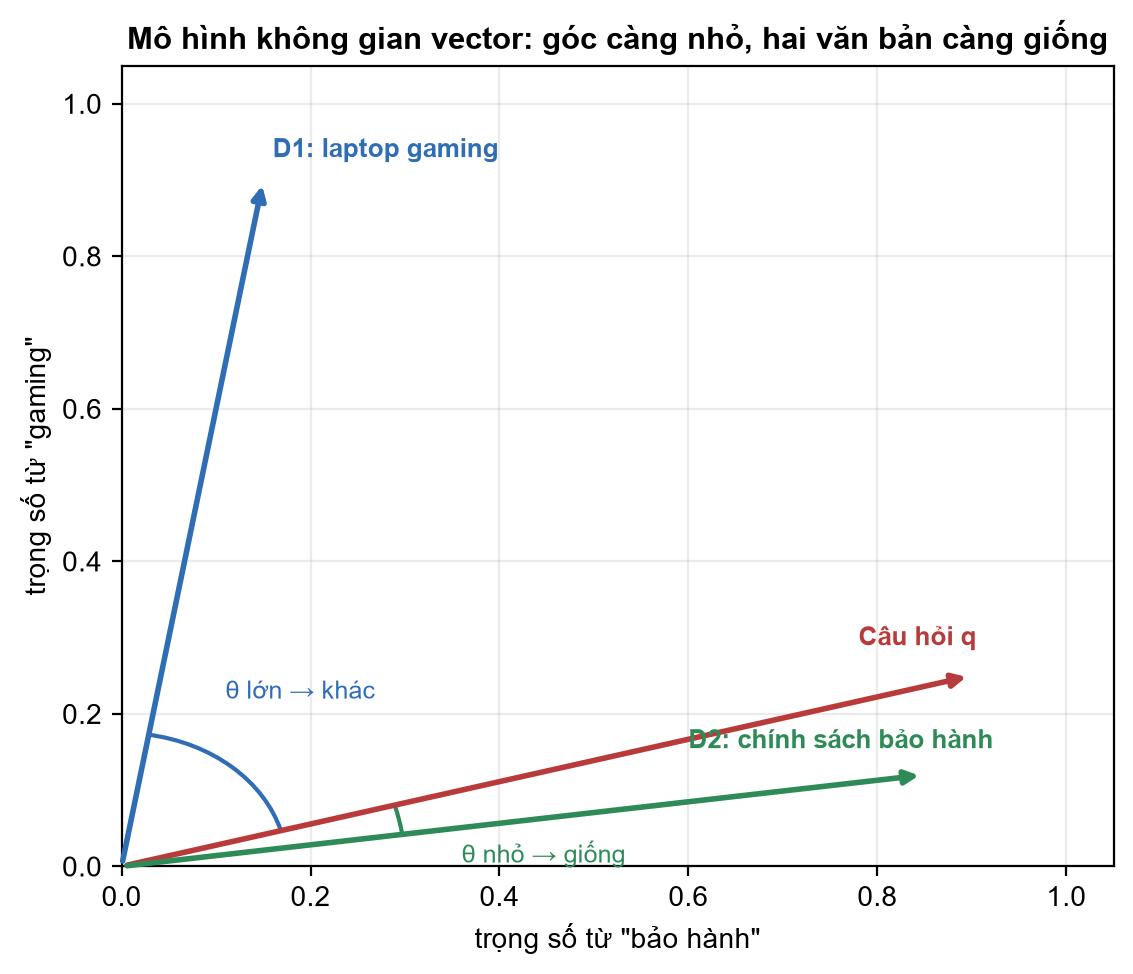 Mô hình không gian vector: góc càng nhỏ, hai văn bản càng giống
1.0
D1: laptop gaming
0.8
trọng số từ "gaming"
0.6
0.4
Câu hỏi q
θ lớn → khác
0.2
D2: chính sách bảo hành
θ nhỏ → giống
0.0
0.0 0.2 0.4 0.6 0.8 1.0
trọng số từ "bảo hành"